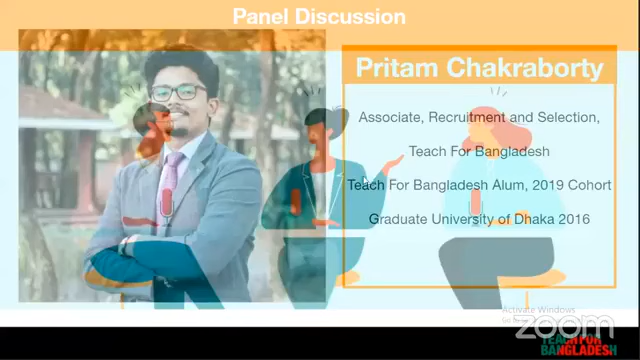 Panel Discussion
Pritam Chakraborty
Associate, Recruitment and Selection,
Teach For Bangladesh
Teach For Bangladesh Alum, 2019 Cohort
Graduate University of Dhaka 2016
Activate Windows
zoom
TEACH FOR
BANGLADESH